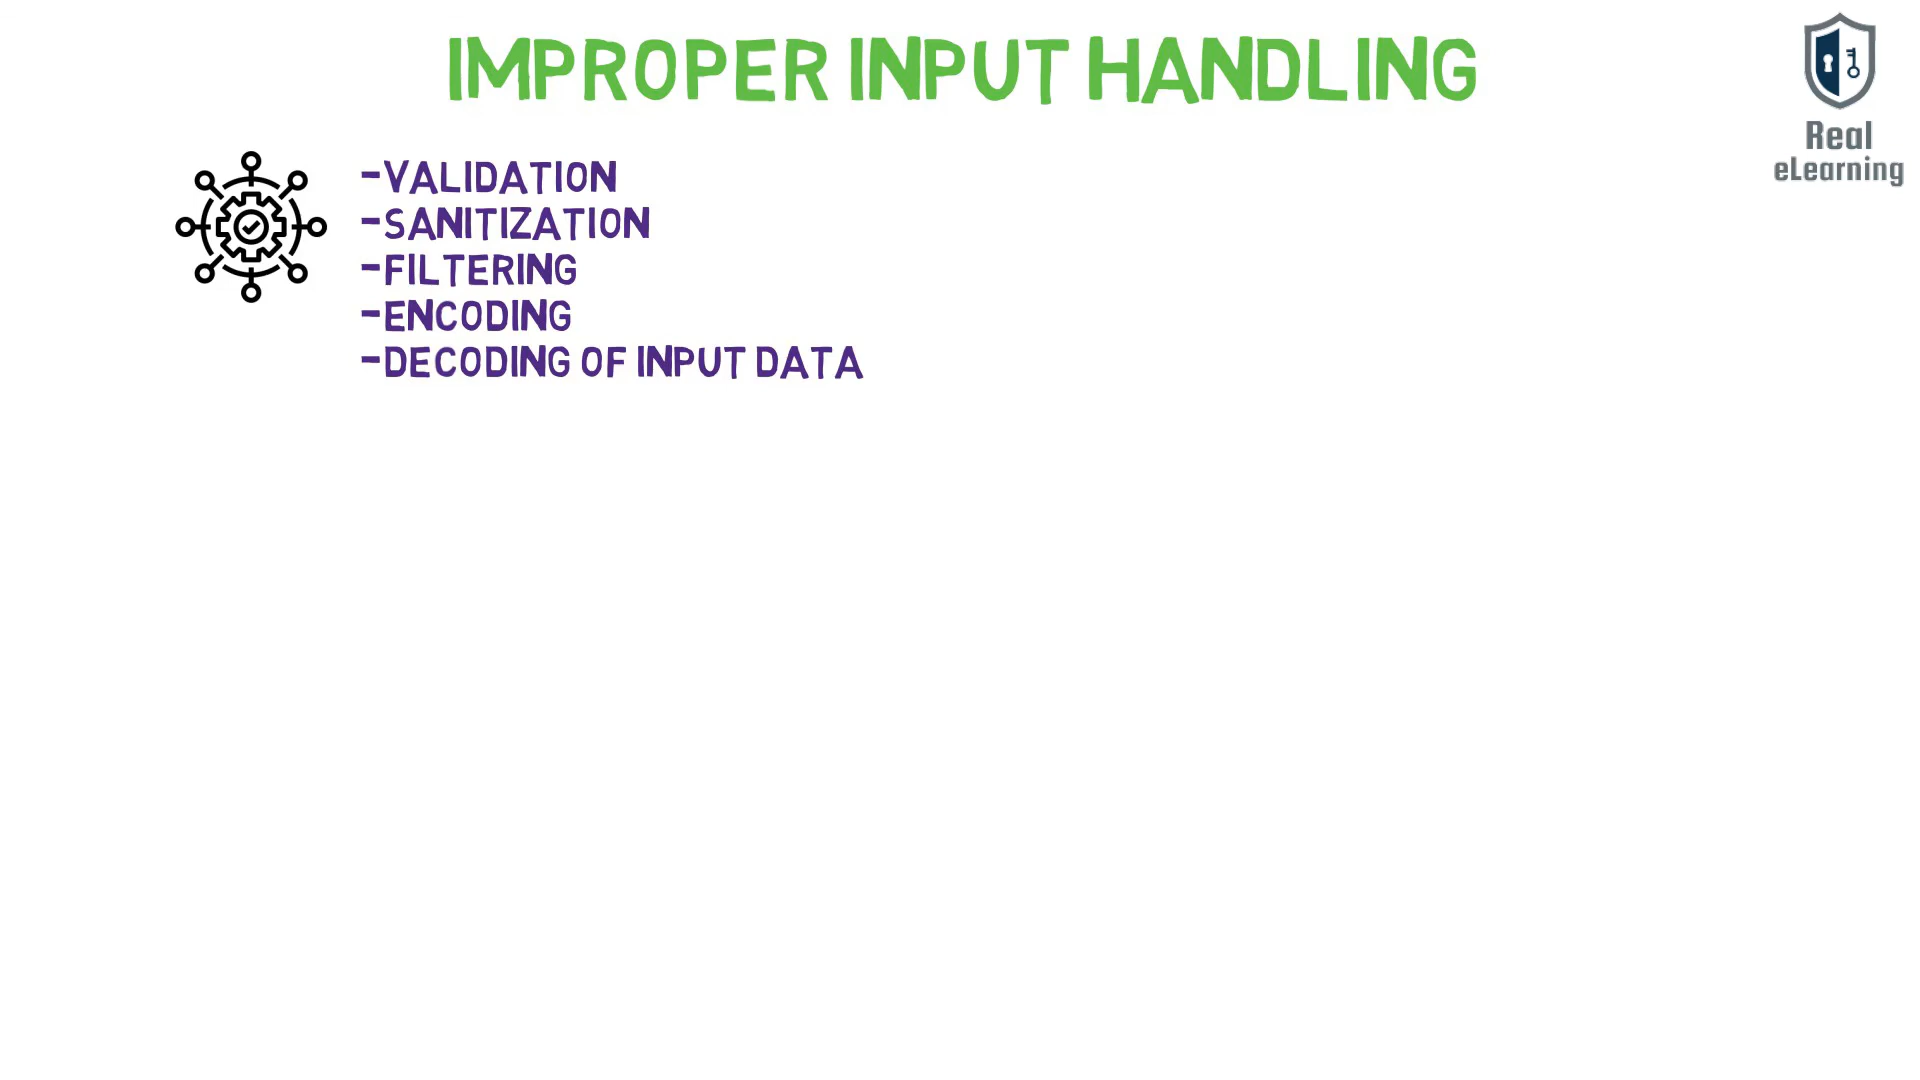 IMPROPER INPUT HANDLING
Real
eLearning
-VALIDATION
-SANITIZATION
-FILTERING
-ENCODING
-DECODING OF INPUT DATA